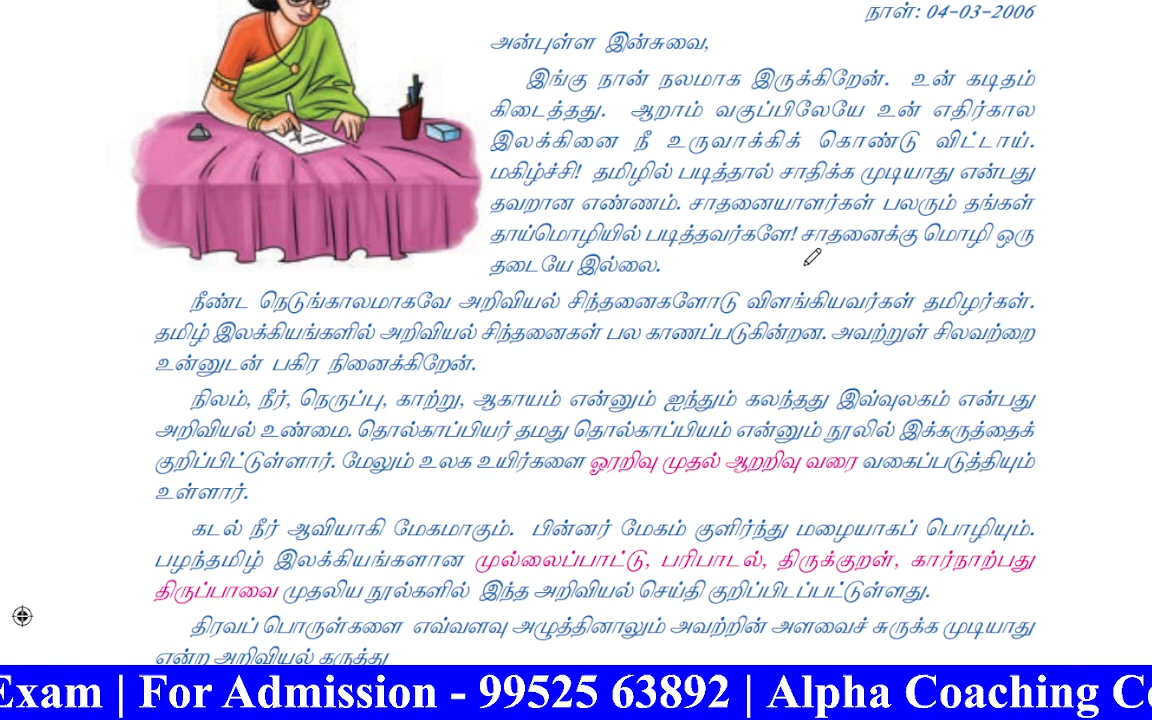 நாள்: 04-03-2006
அன்புள்ள இன்சுவை,
இங்கு நான் நலமாக இருக்கிறேன். உன் கடிதம்
கிடைத்தது. ஆறாம் வகுப்பிலேயே உன் எதிர்கால
இலக்கினை நீ உருவாக்கிக் கொண்டு விட்டாய்.
மகிழ்ச்சி! தமிழில் படித்தால் சாதிக்க முடியாது என்பது
தவறான எண்ணம். சாதனையாளர்கள் பலரும் தங்கள்
தாய்மொழியில் படித்தவர்களே! சாதனைக்கு மொழி ஒரு
தடையே இல்லை.
நீண்ட நெடுங்காலமாகவே அறிவியல் சிந்தனைகளோடு விளங்கியவர்கள் தமிழர்கள்.
தமிழ் இலக்கியங்களில் அறிவியல் சிந்தனைகள் பல காணப்படுகின்றன. அவற்றுள் சிலவற்றை
உன்னுடன் பகிர நினைக்கிறேன்.
நிலம், நீர், நெருப்பு, காற்று, ஆகாயம் என்னும் ஐந்தும் கலந்தது இவ்வுலகம் என்பது
அறிவியல் உண்மை. தொல்காப்பியர் தமது தொல்காப்பியம் என்னும் நூலில் இக்கருத்தைக்
குறிப்பிட்டுள்ளார். மேலும் உலக உயிர்களை ஓரறிவு முதல் ஆறறிவு வரை வகைப்படுத்தியும்
உள்ளார்.
கடல் நீர் ஆவியாகி மேகமாகும். பின்னர் மேகம் குளிர்ந்து மழையாகப் பொழியும்.
பழந்தமிழ் இலக்கியங்களான முல்லைப்பாட்டு, பரிபாடல், திருக்குறள், கார்நாற்பது
திருப்பாவை முதலிய நூல்களில் இந்த அறிவியல் செய்தி குறிப்பிடப்பட்டுள்ளது.
திரவப் பொருள்களை எவ்வளவு அழுத்தினாலும் அவற்றின் அளவைச் சுருக்க முடியாது
என்ற அறிவியல் கருத்து
Exam | For Admission - 99525 63892 | Alpha Coaching Ce